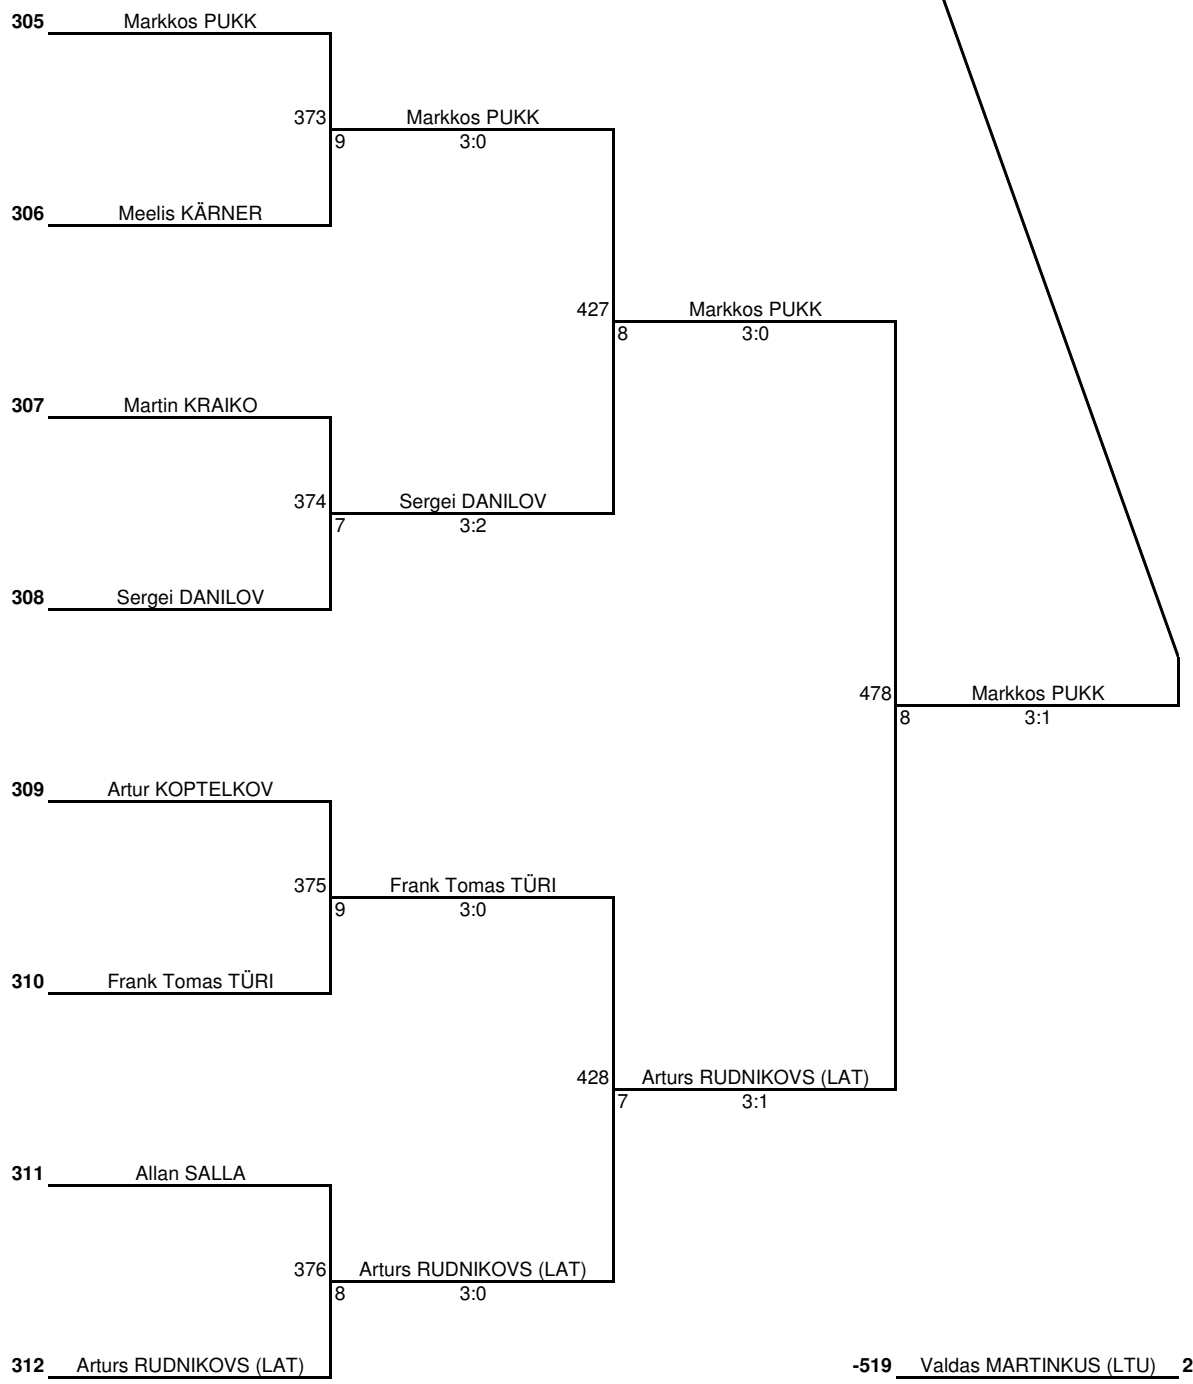 305 Markkos PUKK
373 Markkos PUKK
9 3:0
306 Meelis KÄRNER
427 Markkos PUKK
8 3:0
307 Martin KRAIKO
374 Sergei DANILOV
7 3:2
308 Sergei DANILOV
478 Markkos PUKK
8 3:1
309 Artur KOPTELKOV
375 Frank Tomas TÜRI
9 3:0
310 Frank Tomas TÜRI
428 Arturs RUDNIKOVS (LAT)
7 3:1
311 Allan SALLA
376 Arturs RUDNIKOVS (LAT)
8 3:0
312 Arturs RUDNIKOVS (LAT)
-519 Valdas MARTINKUS (LTU) 2